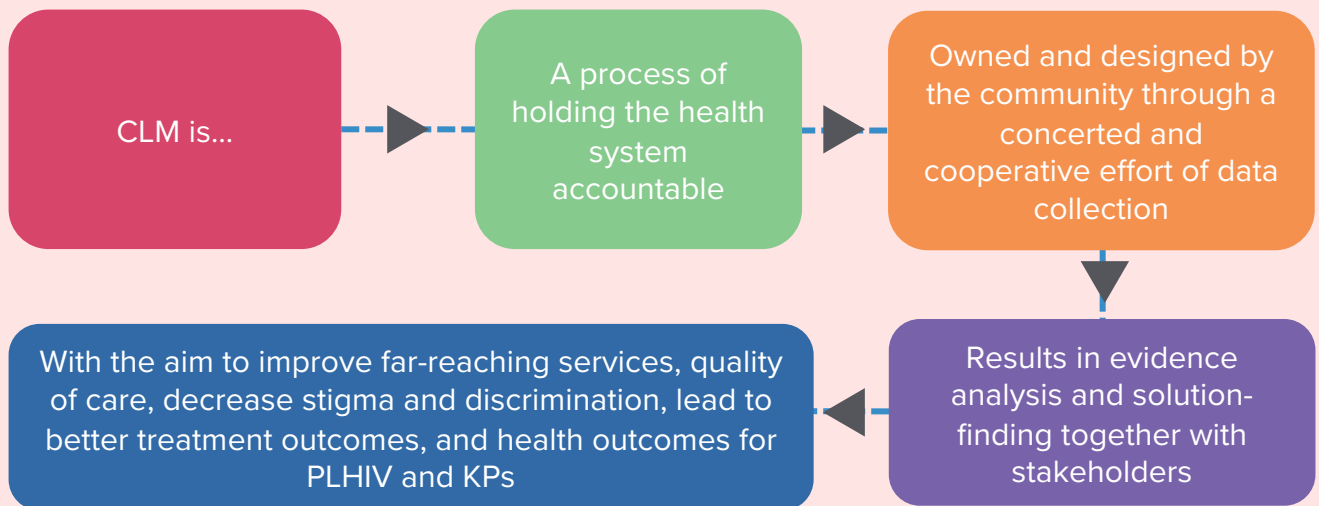 CLM is...
A process of
holding the health
system
accountable
Owned and designed by
the community through a
concerted and
cooperative effort of data
collection
Results in evidence
analysis and solution-
finding together with
stakeholders
With the aim to improve far-reaching services, quality
of care, decrease stigma and discrimination, lead to
better treatment outcomes, and health outcomes for
PLHIV and KPs